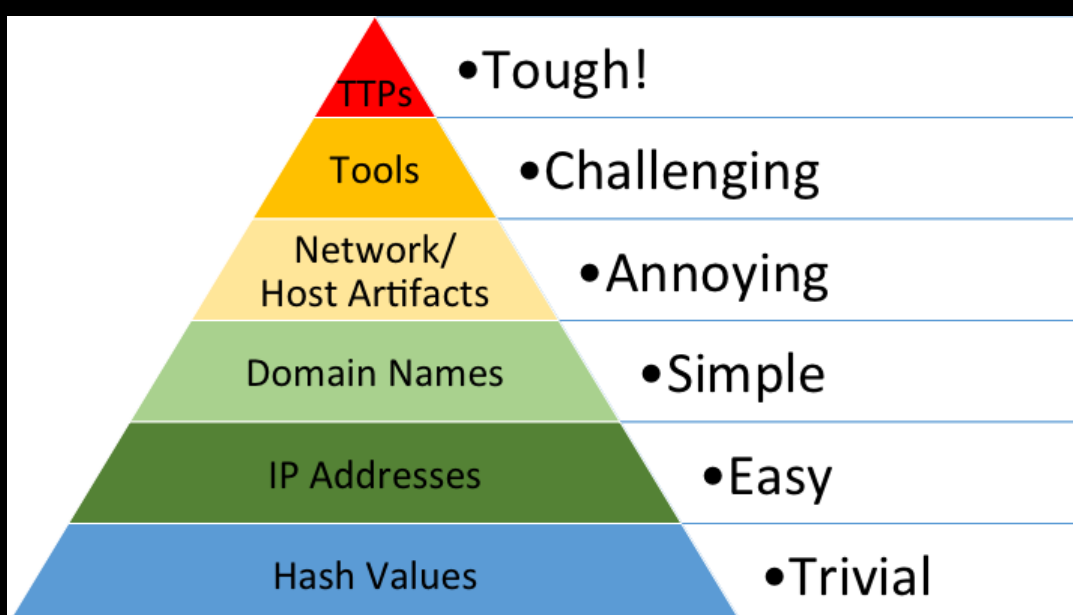 TTPs
•Tough!
Tools
•Challenging
Network/
Host Artifacts
•Annoying
Domain Names
•Simple
IP Addresses
•Easy
Hash Values
•Trivial